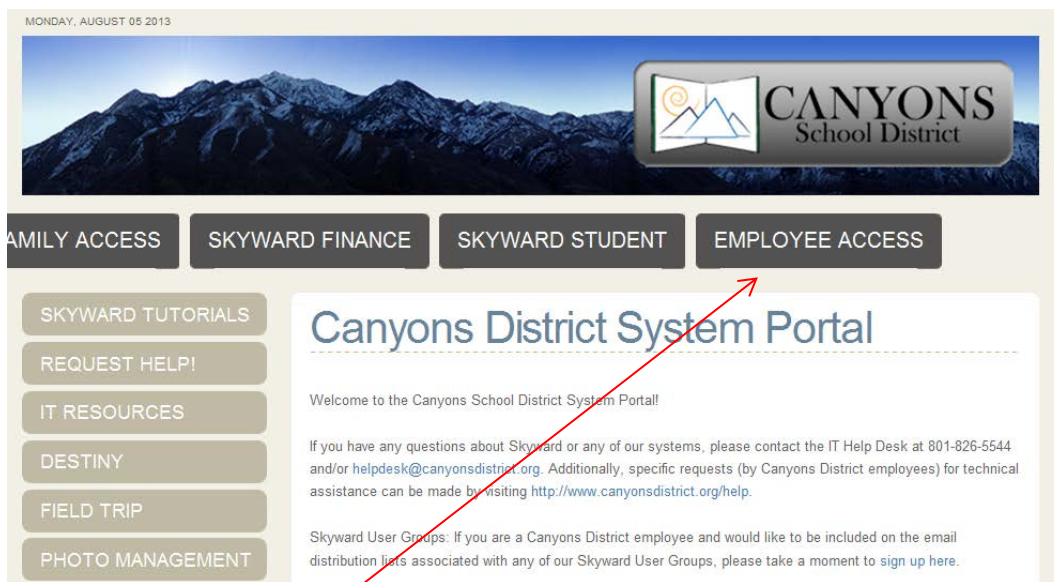 MONDAY, AUGUST 05 2013
CANYONS
School District
AMILY ACCESS
SKYWARD FINANCE
SKYWARD STUDENT
EMPLOYEE ACCESS
SKYWARD TUTORIALS
REQUEST HELP!
IT RESOURCES
DESTINY
FIELD TRIP
PHOTO MANAGEMENT
Canyons District System Portal
Welcome to the Canyons School District System Portal!
If you have any questions about Skyward or any of our systems, please contact the IT Help Desk at 801-826-5544
and/or helpdesk@canyonsdistrict.org. Additionally, specific requests (by Canyons District employees) for technical
assistance can be made by visiting http://www.canyonsdistrict.org/help.
Skyward User Groups: If you are a Canyons District employee and would like to be included on the email
distribution lists associated with any of our Skyward User Groups, please take a moment to sign up here.